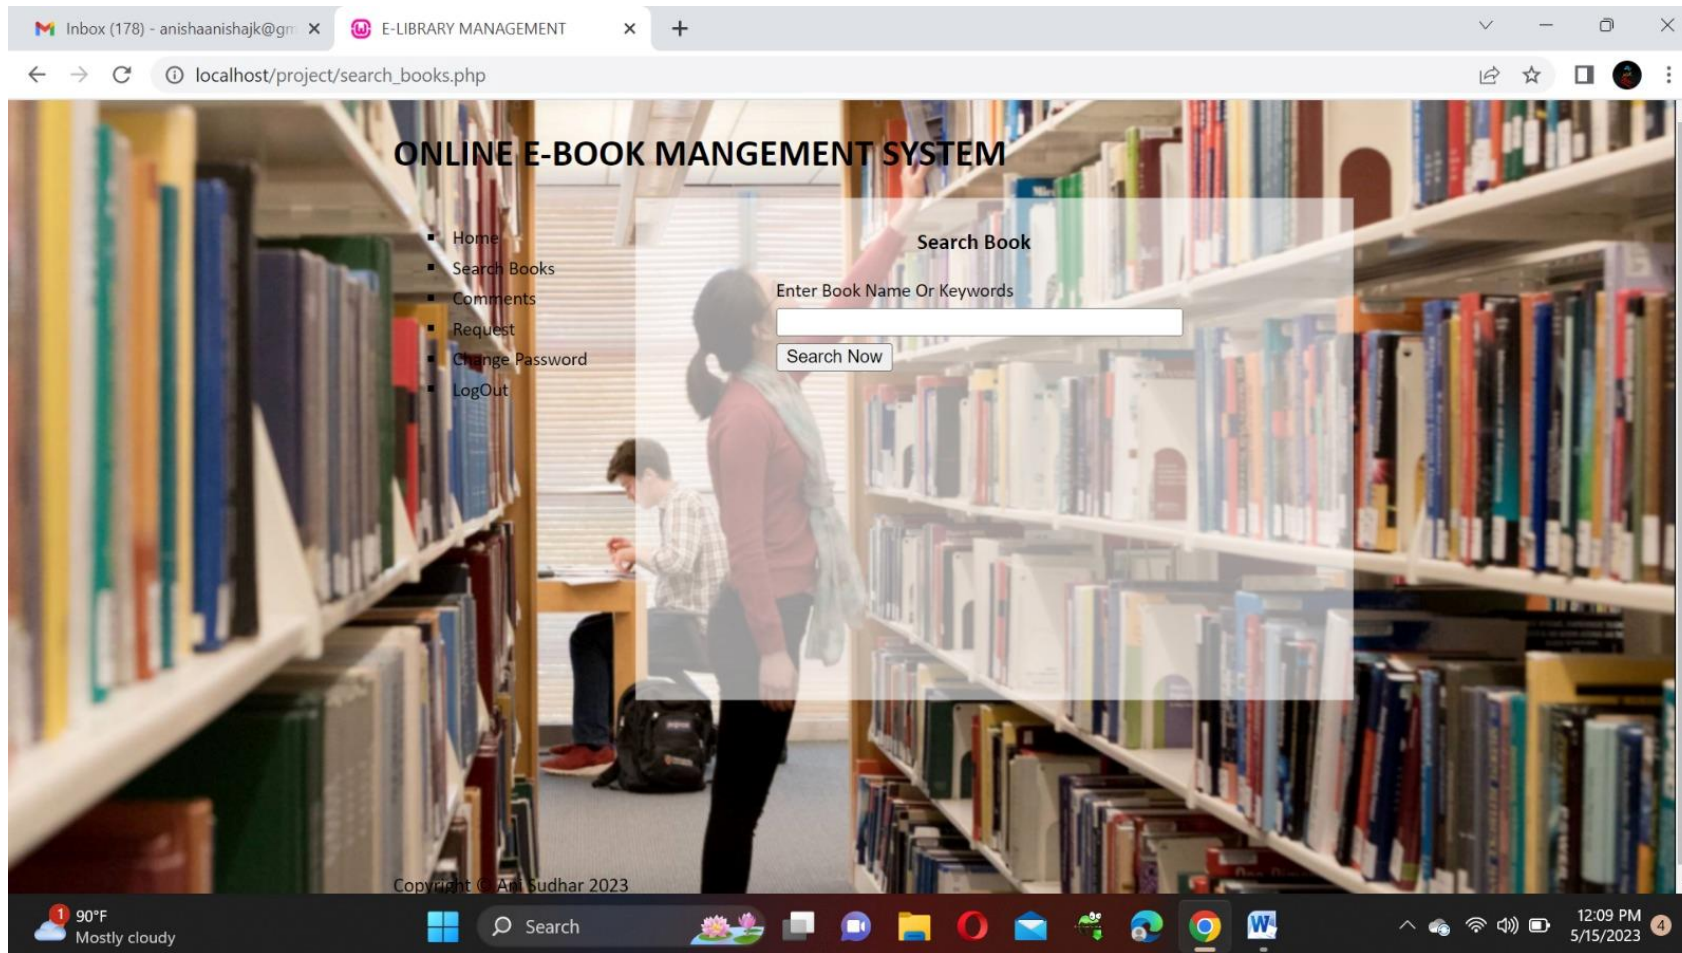 Inbox (178) - anishaanishajk@gm
E-LIBRARY MANAGEMENT
localhost/project/search_books.php
ONLINE E-BOOK MANGEMENT SYSTEM
Home
Search Books
Comments
Request
Change Password
LogOut
Search Book
Enter Book Name Or Keywords
Search Now
Copyright © Ani Sudhar 2023
1
90°F
Mostly cloudy
Search
W
12:09 PM
5/15/2023
4